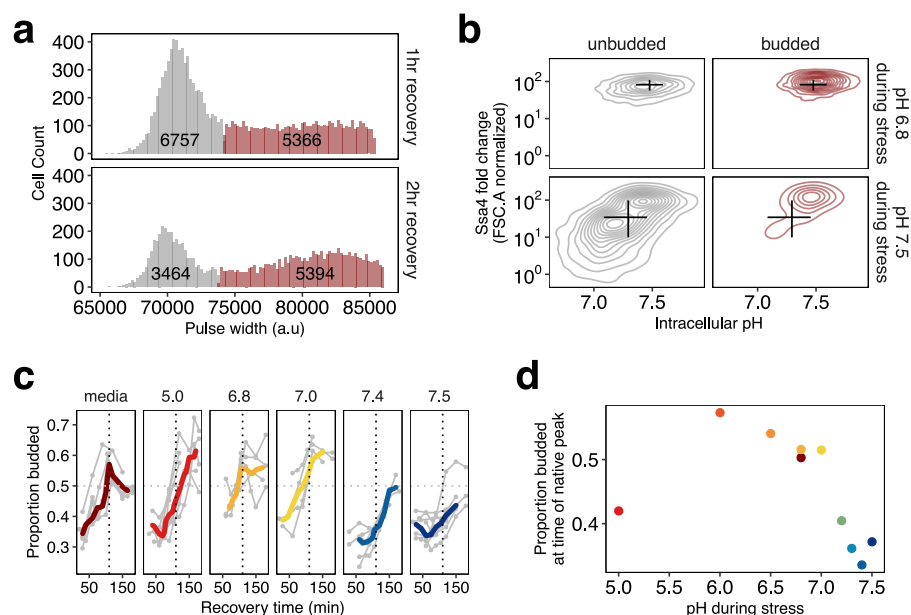 a
400
300
200
100
0
6757
5366
1hr recovery
Cell Count
400
300
200
100
0
3464
5394
2hr recovery
65000 70000 75000 80000 85000
Pulse width (a.u)
b
unbudded budded
Ssa4 fold change
(FSC.A normalized)
10²
10¹
10⁰
pH 6.8
during stress
10²
10¹
10⁰
pH 7.5
during stress
7.0 7.5 7.0 7.5
Intracellular pH
c
media 5.0 6.8 7.0 7.4 7.5
Proportion budded
0.7
0.6
0.5
0.4
0.3
50 150 50 150 50 150 50 150 50 150 50 150
Recovery time (min)
d
Proportion budded
at time of native peak
0.5
0.4
5.0 5.5 6.0 6.5 7.0 7.5
pH during stress